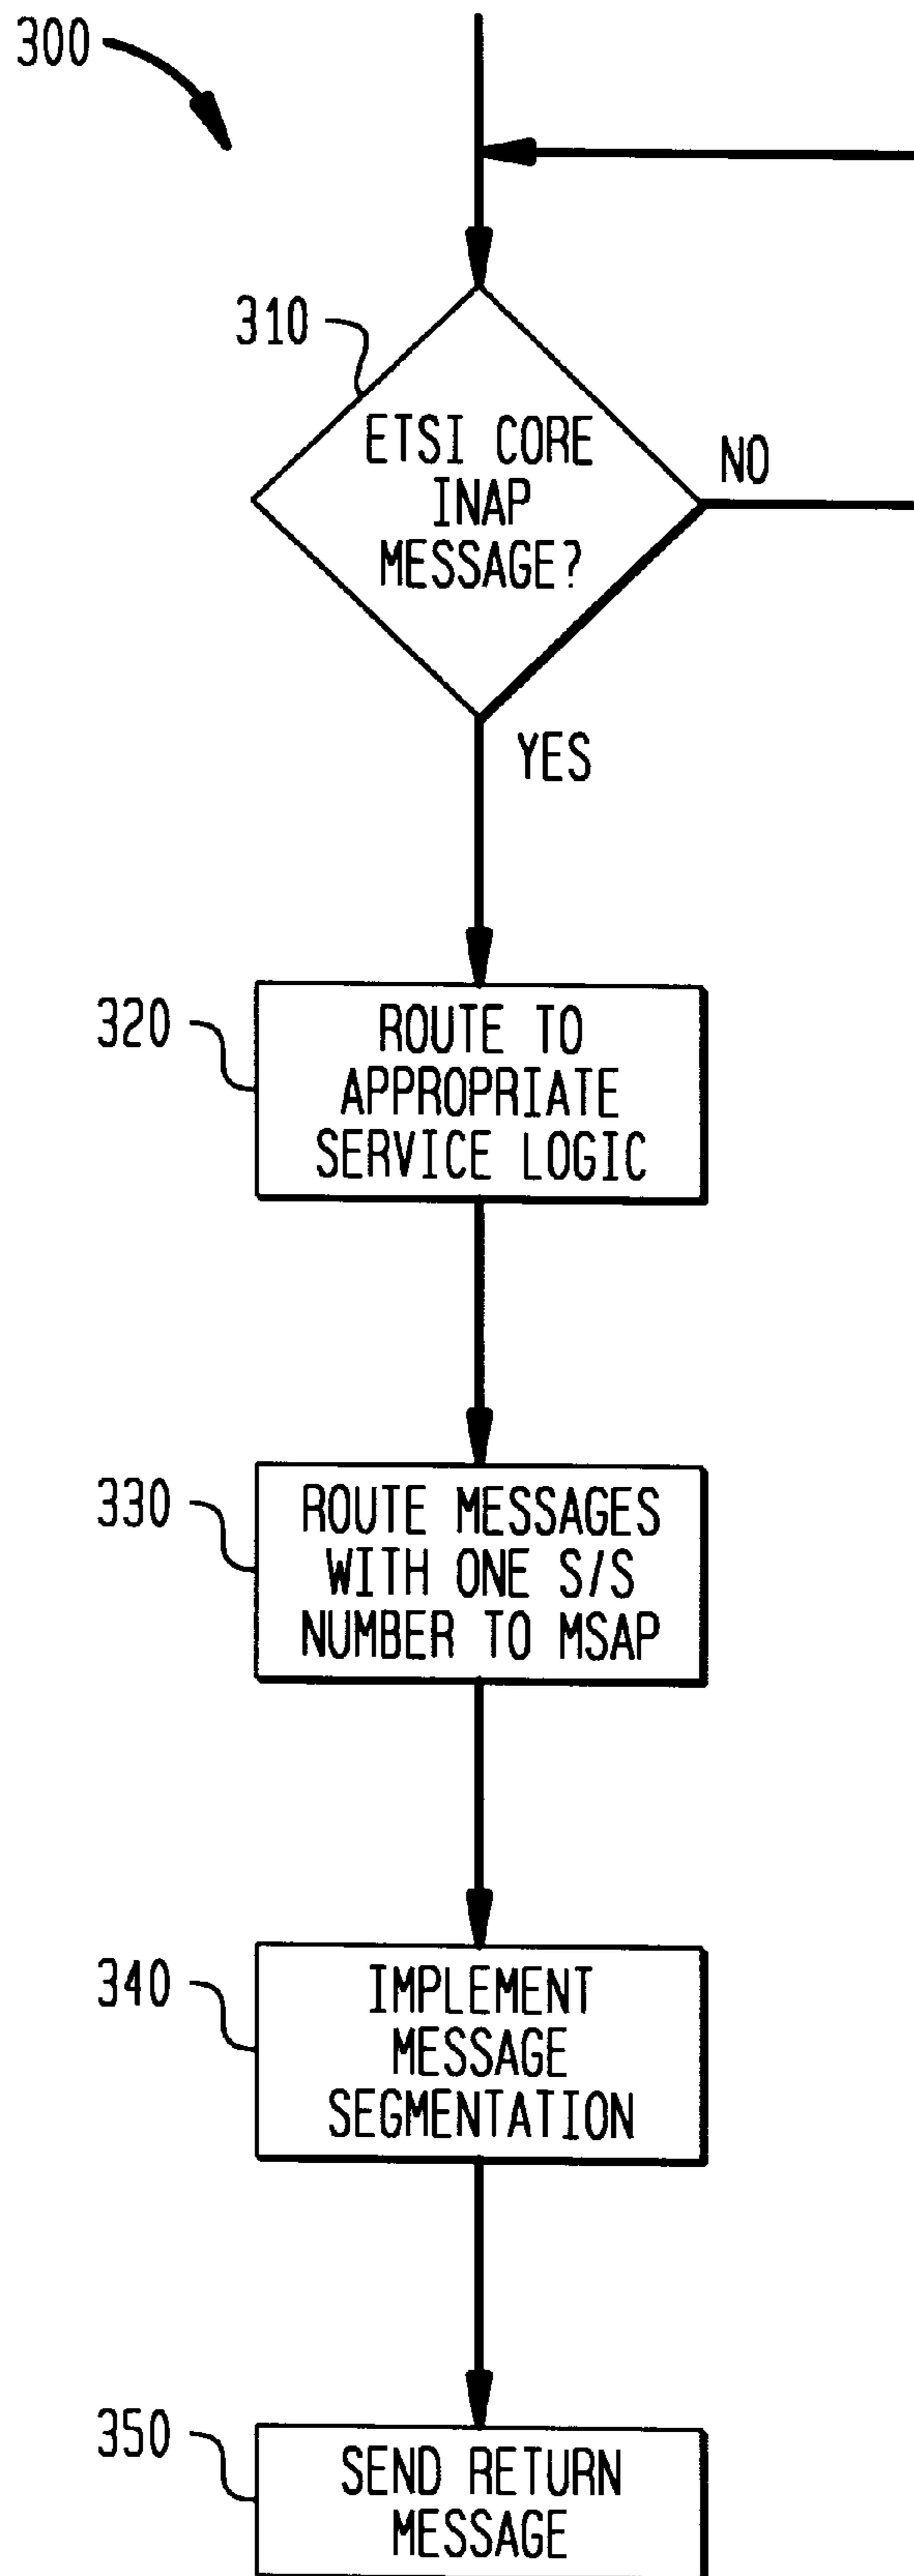 300
310
ETSI CORE
INAP
MESSAGE?
NO
YES
320
ROUTE TO
APPROPRIATE
SERVICE LOGIC
330
ROUTE MESSAGES
WITH ONE S/S
NUMBER TO MSAP
340
IMPLEMENT
MESSAGE
SEGMENTATION
350
SEND RETURN
MESSAGE